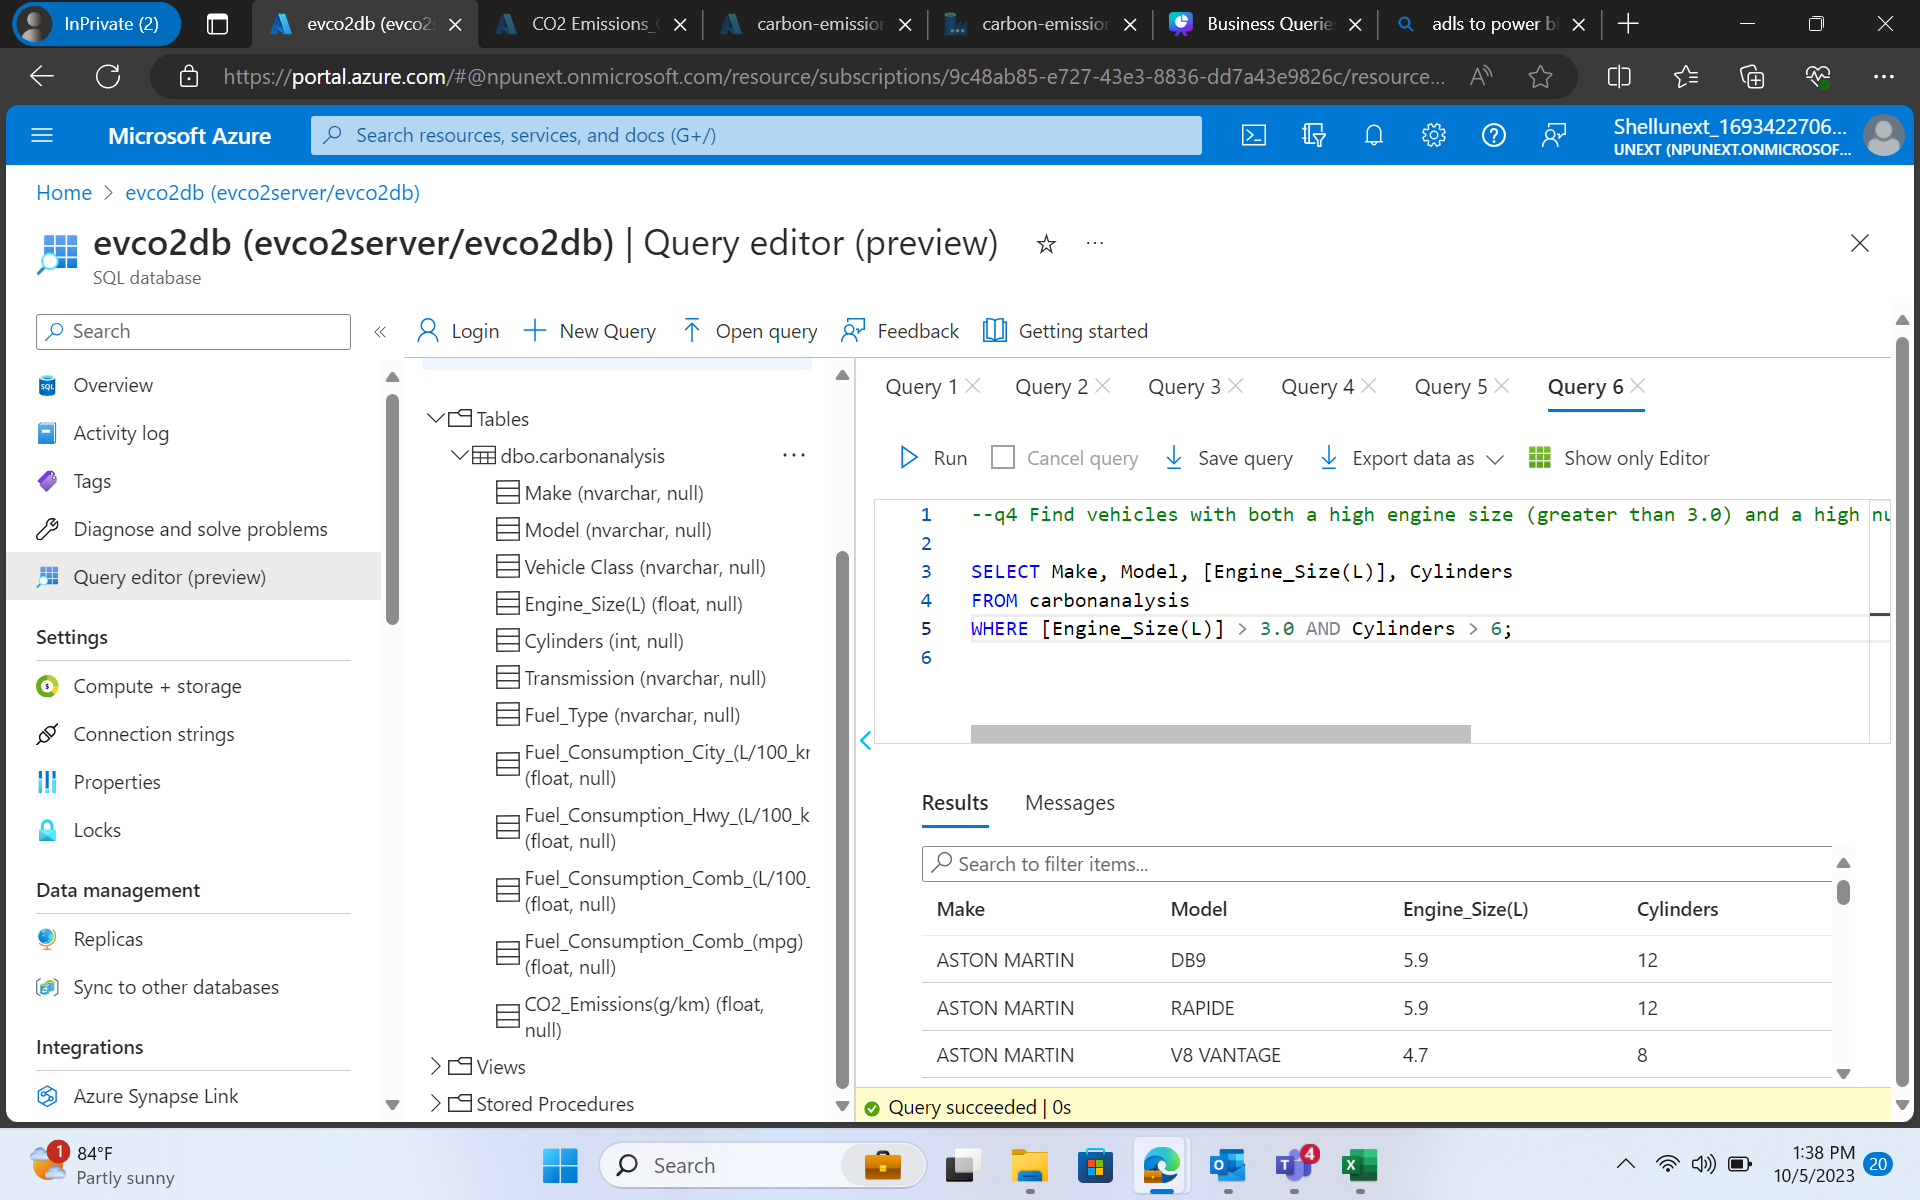 InPrivate (2)
evco2db (evco2
CO2 Emissions_
carbon-emission
carbon-emission
Business Querie
adls to power b
https://portal.azure.com/#@npunext.onmicrosoft.com/resource/subscriptions/9c48ab85-e727-43e3-8836-dd7a43e9826c/resource...
Microsoft Azure
Search resources, services, and docs (G+/)
Shellunext_1693422706...
UNEXT (NPUNEXT.ONMICROSOF...
Home > evco2db (evco2server/evco2db)
evco2db (evco2server/evco2db) | Query editor (preview)
SQL database
Search
Login
New Query
Open query
Feedback
Getting started
Overview
Activity log
Tags
Diagnose and solve problems
Query editor (preview)
Settings
Compute + storage
Connection strings
Properties
Locks
Data management
Replicas
Sync to other databases
Integrations
Azure Synapse Link
Tables
dbo.carbonanalysis
Make (nvarchar, null)
Model (nvarchar, null)
Vehicle Class (nvarchar, null)
Engine_Size(L) (float, null)
Cylinders (int, null)
Transmission (nvarchar, null)
Fuel_Type (nvarchar, null)
Fuel_Consumption_City_(L/100_kr
(float, null)
Fuel_Consumption_Hwy_(L/100_k
(float, null)
Fuel_Consumption_Comb_(L/100_
(float, null)
Fuel_Consumption_Comb_(mpg)
(float, null)
CO2_Emissions(g/km) (float,
null)
Views
Stored Procedures
Query 1
Query 2
Query 3
Query 4
Query 5
Query 6
Run
Cancel query
Save query
Export data as
Show only Editor
1 --q4 Find vehicles with both a high engine size (greater than 3.0) and a high nu
2
3 SELECT Make, Model, [Engine_Size(L)], Cylinders
4 FROM carbonanalysis
5 WHERE [Engine_Size(L)] > 3.0 AND Cylinders > 6;
6
Results
Messages
Search to filter items...
Make Model Engine_Size(L) Cylinders
ASTON MARTIN DB9 5.9 12
ASTON MARTIN RAPIDE 5.9 12
ASTON MARTIN V8 VANTAGE 4.7 8
Query succeeded | 0s
1
84°F
Partly sunny
Search
4
1:38 PM
10/5/2023
20